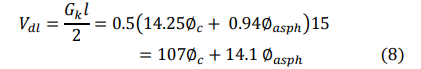 V_dl = G_k l / 2 = 0.5(14.25∅_c + 0.94∅_asph)15
= 107∅_c + 14.1 ∅_asph (8)